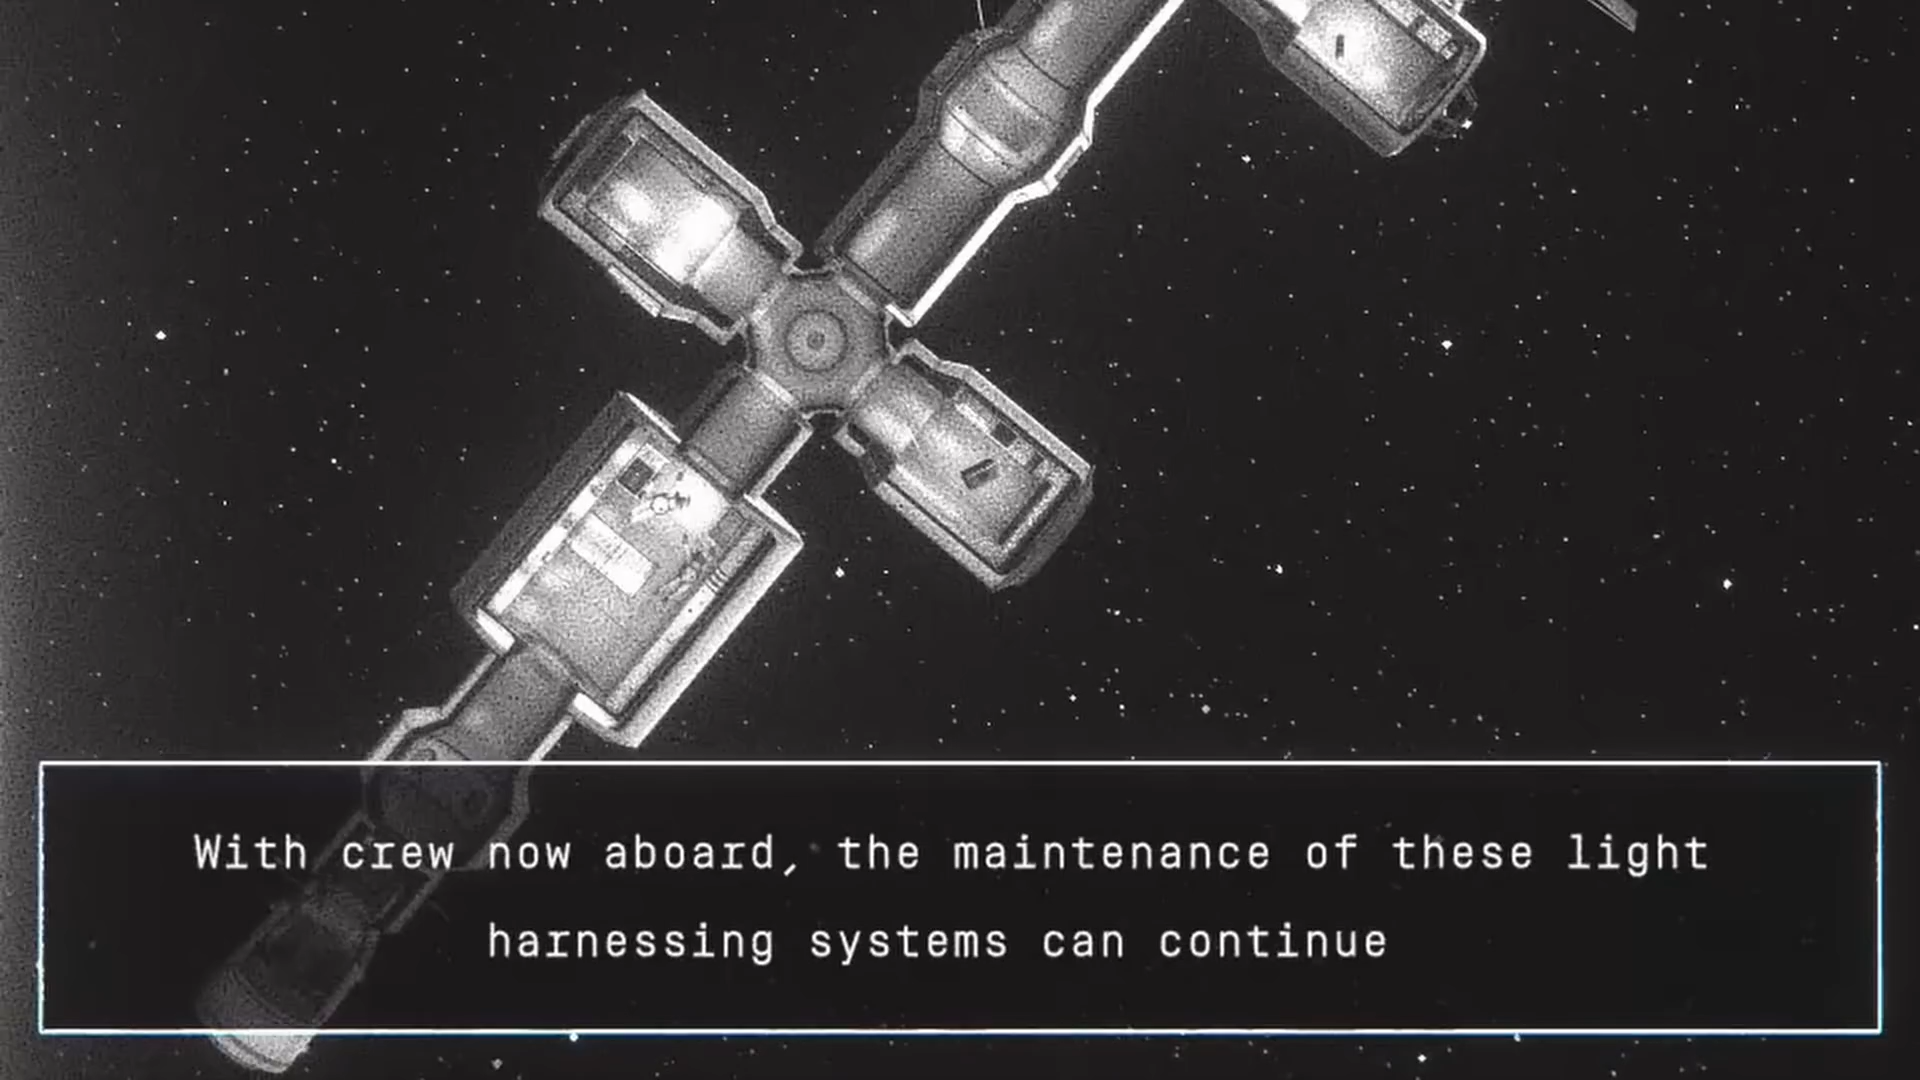 With crew now aboard, the maintenance of these light
harnessing systems can continue